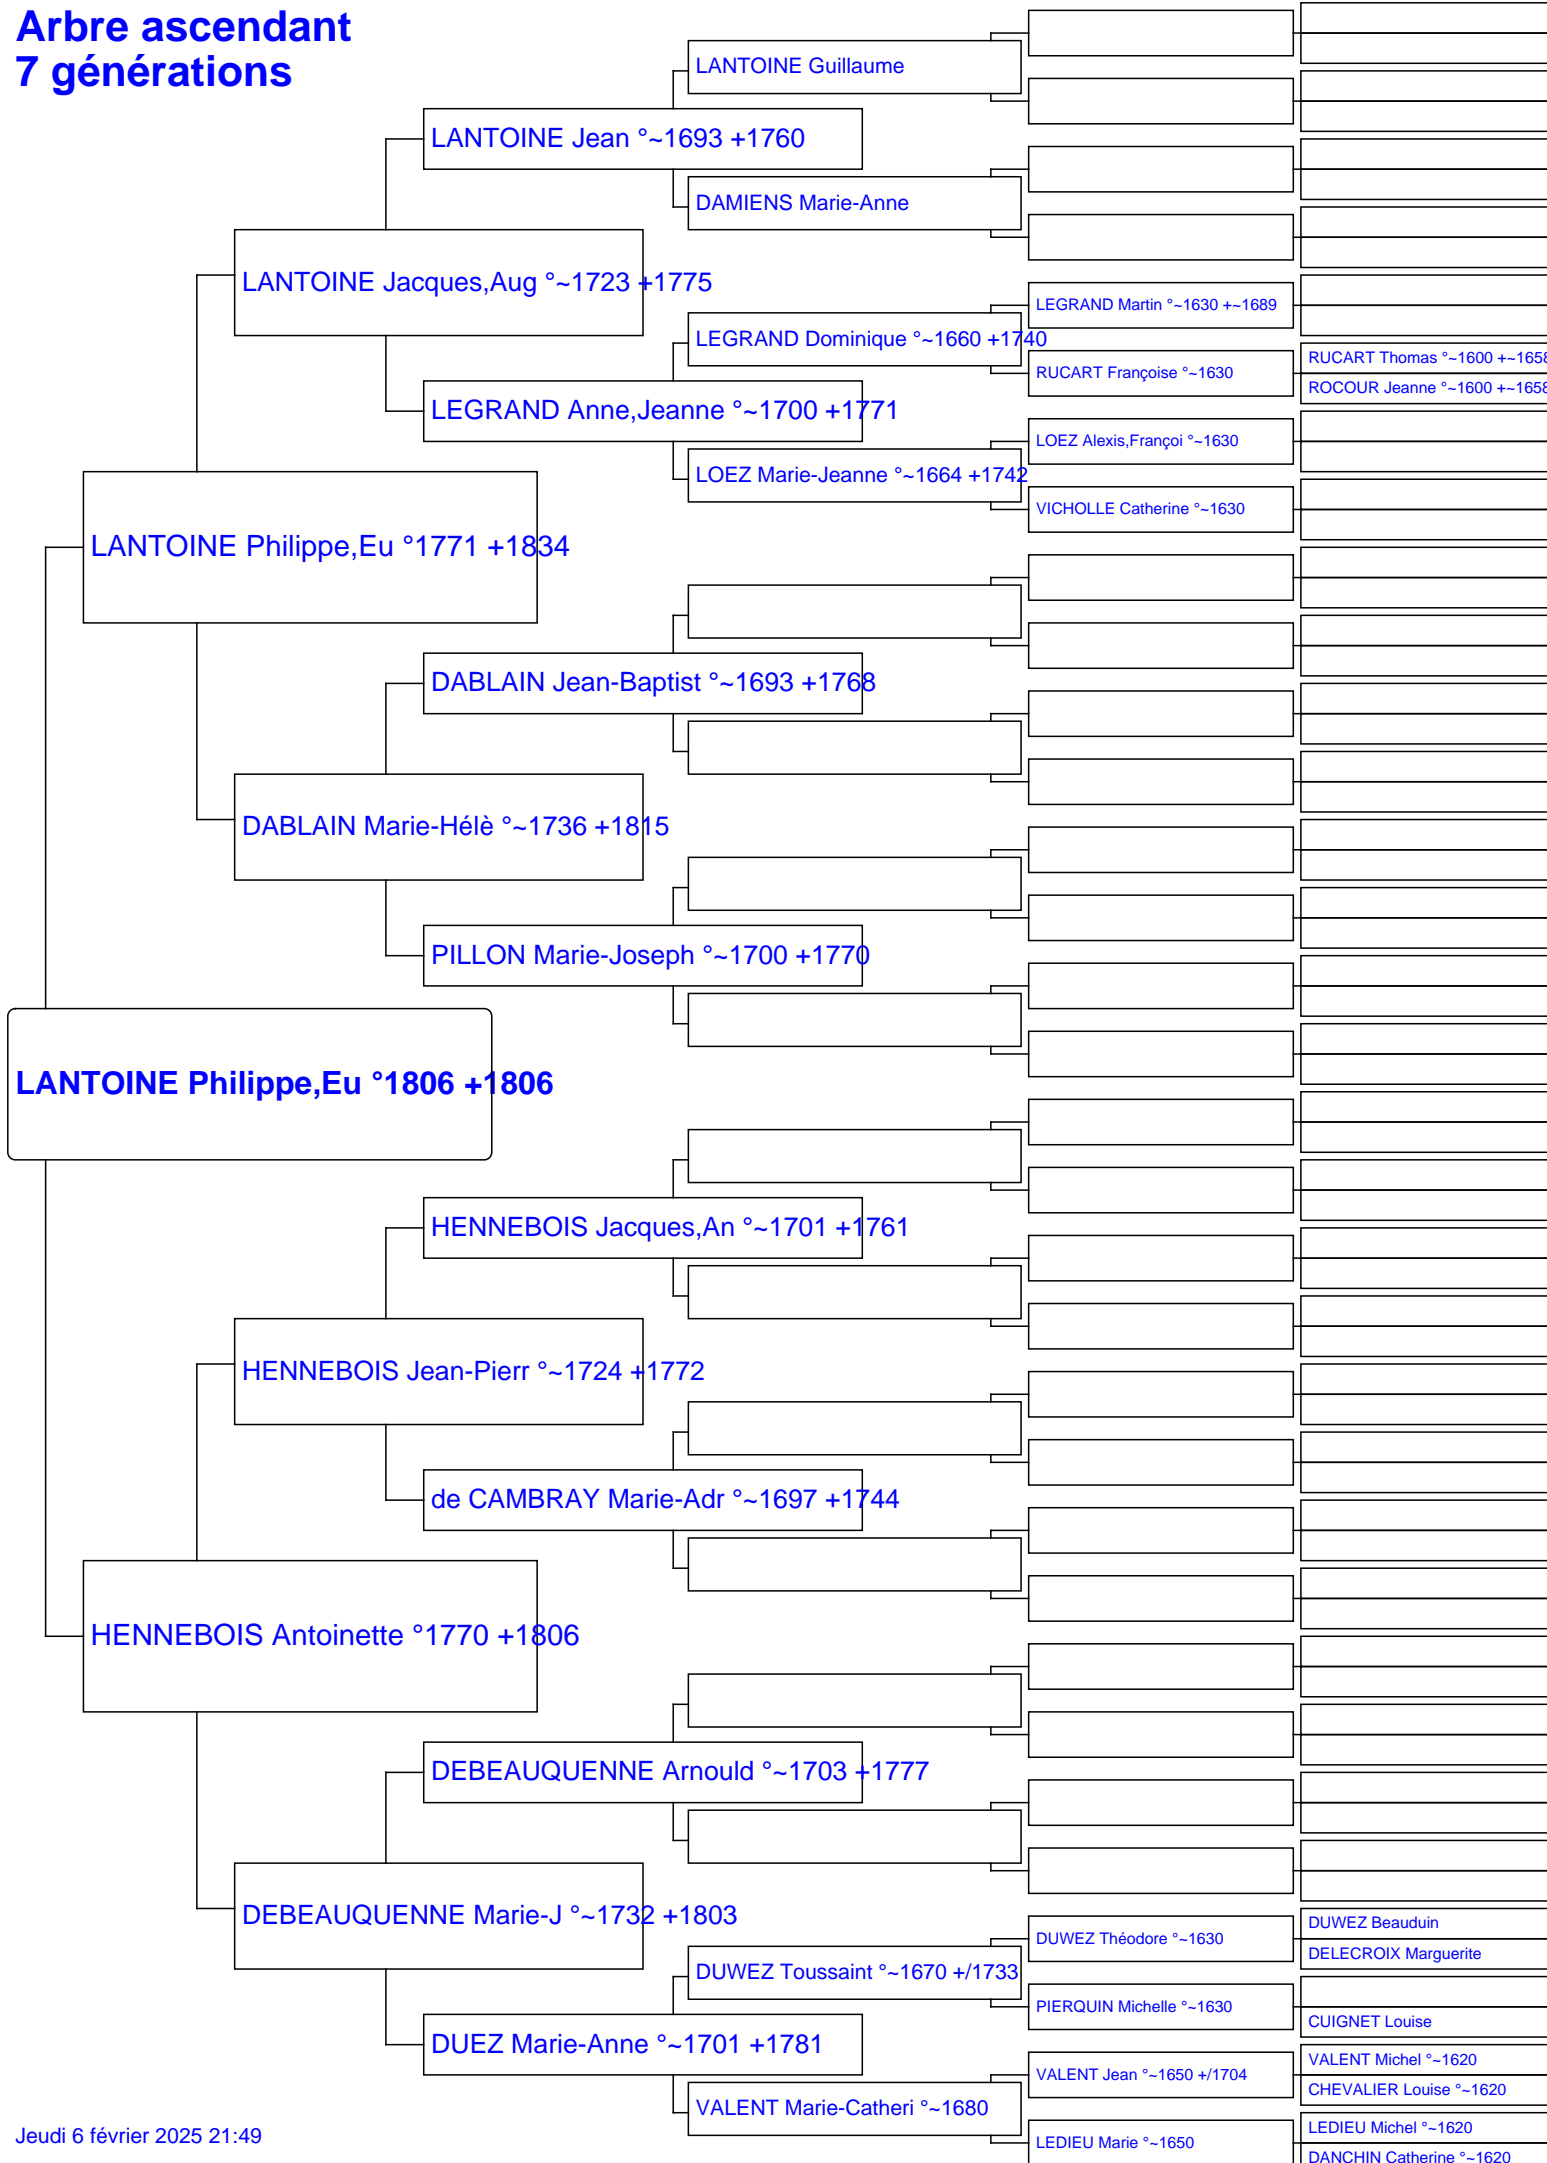 Arbre ascendant
7 générations
LANTOINE Guillaume
LANTOINE Jean °~1693 +1760
DAMIENS Marie-Anne
LANTOINE Jacques,Aug °~1723 +1775
LEGRAND Martin °~1630 +~1689
LEGRAND Dominique °~1660 +1740
RUCART Thomas °~1600 +~1658
RUCART Françoise °~1630
ROCOUR Jeanne °~1600 +~1658
LEGRAND Anne,Jeanne °~1700 +1771
LOEZ Alexis,Françoi °~1630
LOEZ Marie-Jeanne °~1664 +1742
VICHOLLE Catherine °~1630
LANTOINE Philippe,Eu °1771 +1834
DABLAIN Jean-Baptist °~1693 +1768
DABLAIN Marie-Hélè °~1736 +1815
PILLON Marie-Joseph °~1700 +1770
LANTOINE Philippe,Eu °1806 +1806
HENNEBOIS Jacques,An °~1701 +1761
HENNEBOIS Jean-Pierr °~1724 +1772
de CAMBRAY Marie-Adr °~1697 +1744
HENNEBOIS Antoinette °1770 +1806
DEBEAUQUENNE Arnould °~1703 +1777
DEBEAUQUENNE Marie-J °~1732 +1803
DUWEZ Beauduin
DUWEZ Théodore °~1630
DELECROIX Marguerite
DUWEZ Toussaint °~1670 +/1733
PIERQUIN Michelle °~1630
CUIGNET Louise
DUEZ Marie-Anne °~1701 +1781
VALENT Michel °~1620
VALENT Jean °~1650 +/1704
CHEVALIER Louise °~1620
VALENT Marie-Catheri °~1680
LEDIEU Michel °~1620
LEDIEU Marie °~1650
DANCHIN Catherine °~1620
Jeudi 6 février 2025 21:49